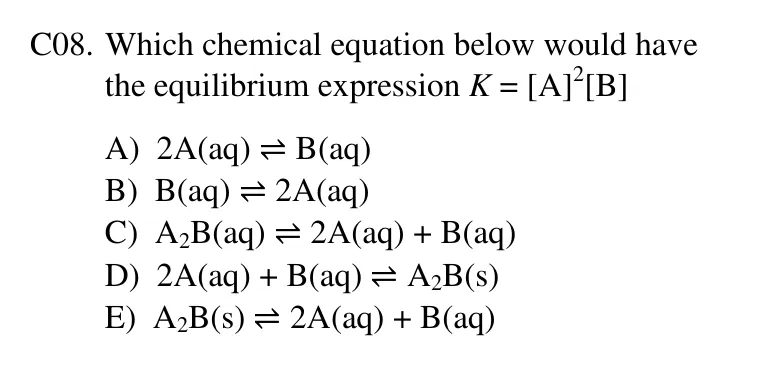 C08. Which chemical equation below would have
the equilibrium expression K = [A]²[B]
A) 2A(aq) ⇌ B(aq)
B) B(aq) ⇌ 2A(aq)
C) A₂B(aq) ⇌ 2A(aq) + B(aq)
D) 2A(aq) + B(aq) ⇌ A₂B(s)
E) A₂B(s) ⇌ 2A(aq) + B(aq)